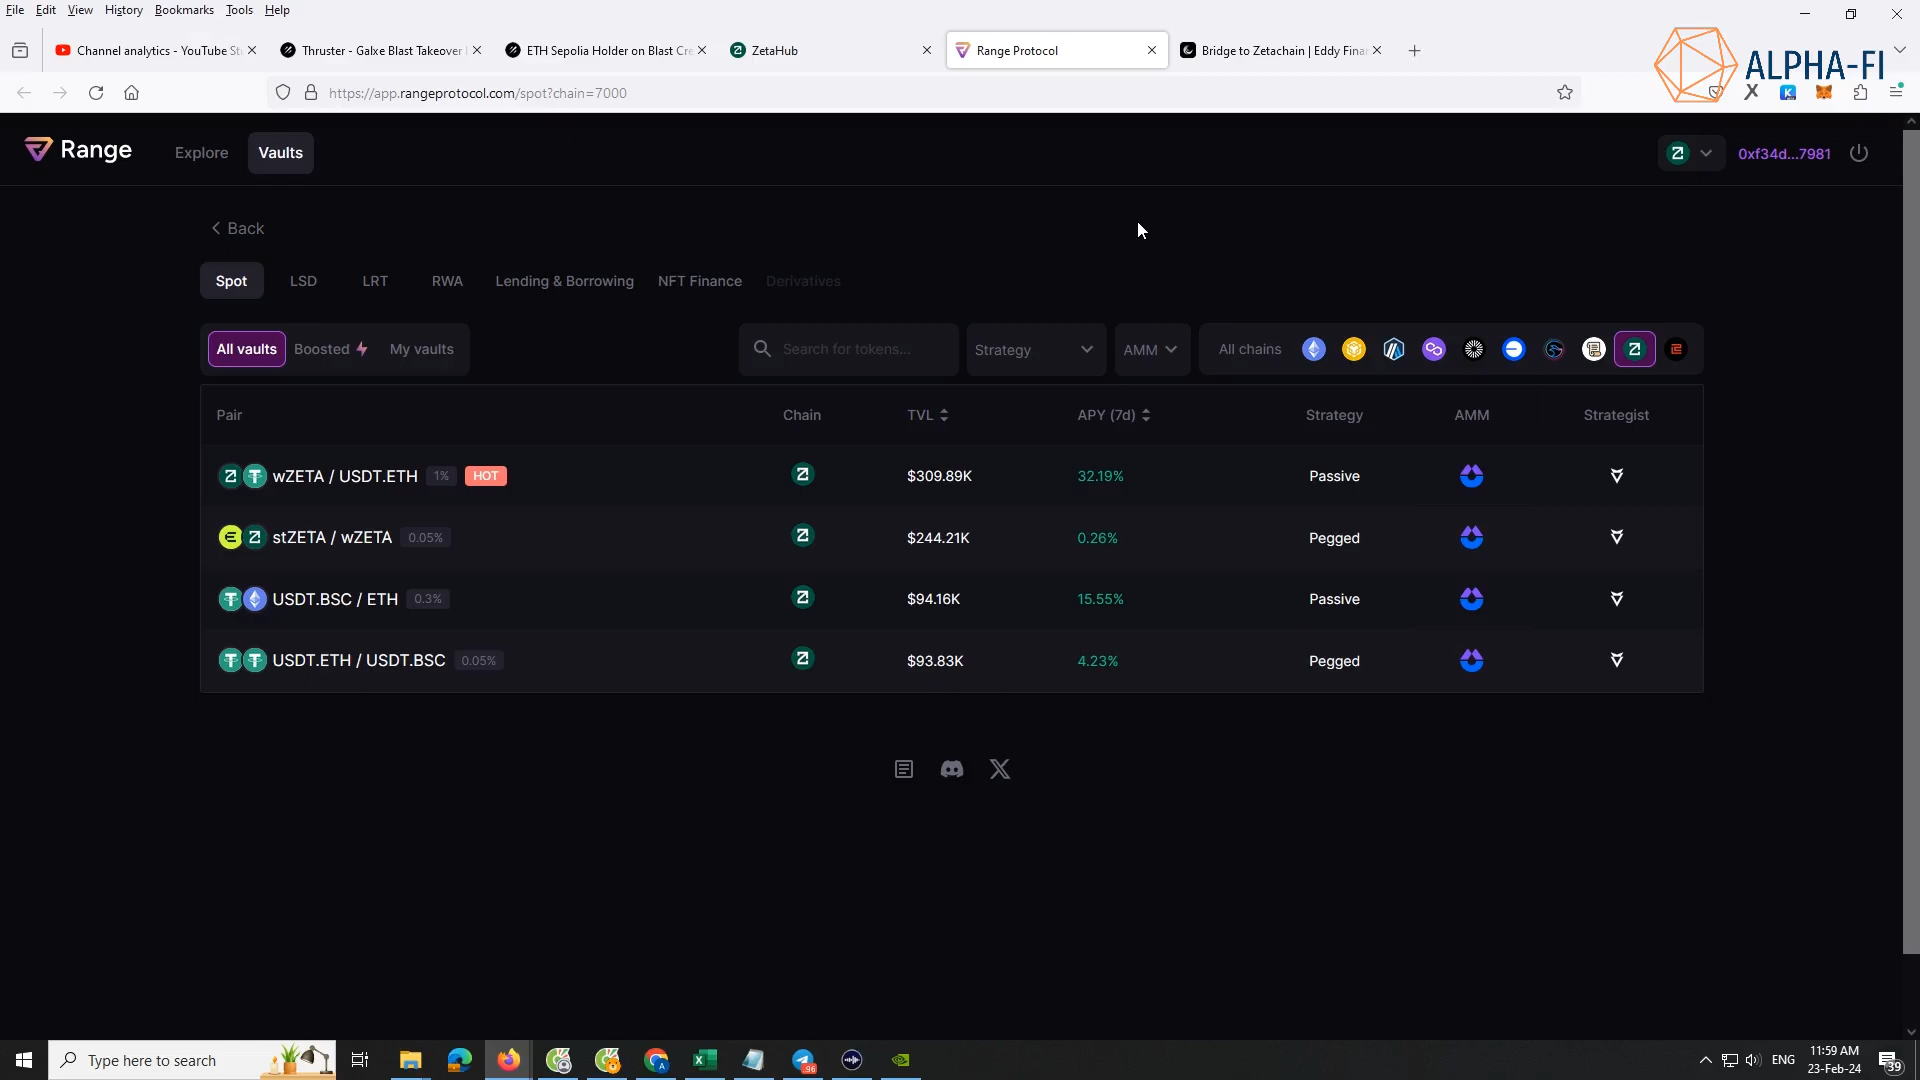 File Edit View History Bookmarks Tools Help
Channel analytics - YouTube St
Thruster - Galxe Blast Takeover
ETH Sepolia Holder on Blast Cre
ZetaHub
Range Protocol
Bridge to Zetachain | Eddy Finan
ALPHA-FI
https://app.rangeprotocol.com/spot?chain=7000
Range Explore Vaults
0xf34d...7981
Back
Spot LSD LRT RWA Lending & Borrowing NFT Finance Derivatives
All vaults Boosted My vaults Search for tokens... Strategy AMM All chains
Pair Chain TVL APY (7d) Strategy AMM Strategist
wZETA / USDT.ETH 1% HOT $309.89K 32.19% Passive
stZETA / wZETA 0.05% $244.21K 0.26% Pegged
USDT.BSC / ETH 0.3% $94.16K 15.55% Passive
USDT.ETH / USDT.BSC 0.05% $93.83K 4.23% Pegged
Type here to search
96
ENG
11:59 AM
23-Feb-24
39